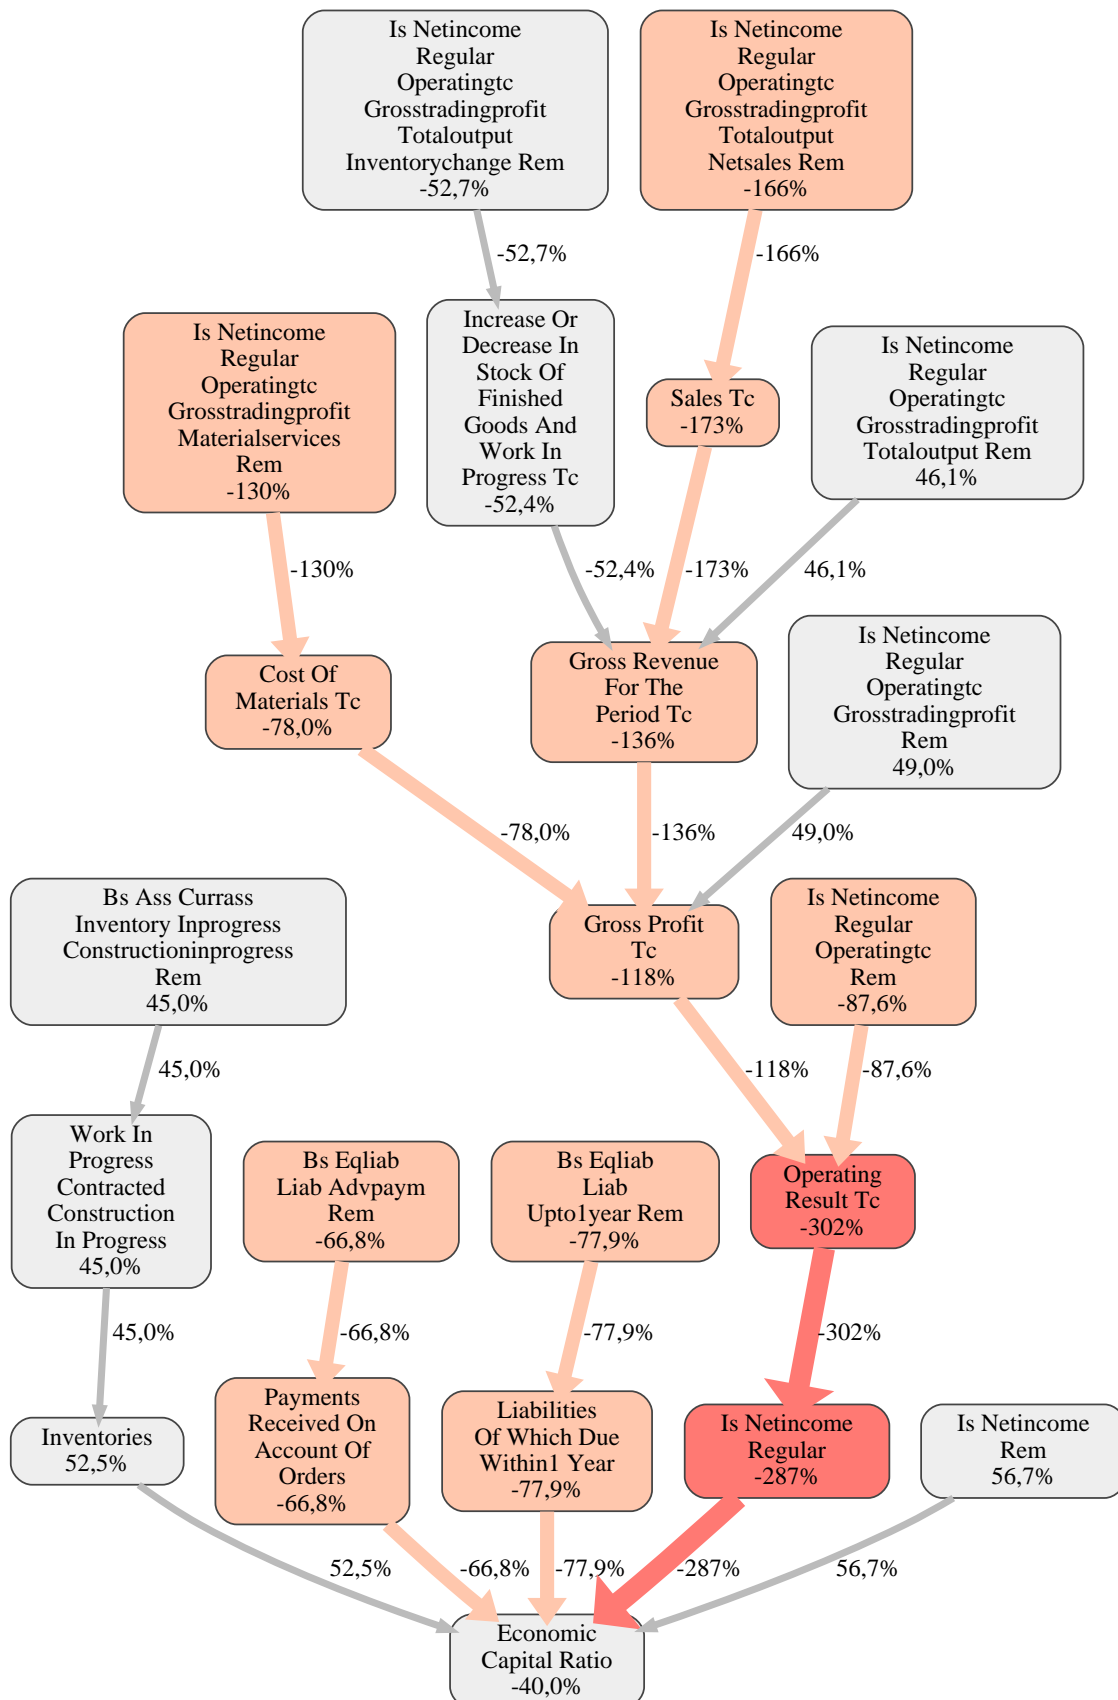 Is Netincome
Regular
Operatingtc
Grosstradingprofit
Totaloutput
Inventorychange Rem
-52,7%
Is Netincome
Regular
Operatingtc
Grosstradingprofit
Totaloutput
Netsales Rem
-166%
-52,7%
-166%
Is Netincome
Regular
Operatingtc
Grosstradingprofit
Materialservices
Rem
-130%
Increase Or
Decrease In
Stock Of
Finished
Goods And
Work In
Progress Tc
-52,4%
Sales Tc
-173%
Is Netincome
Regular
Operatingtc
Grosstradingprofit
Totaloutput Rem
46,1%
-130%
-52,4%
-173%
46,1%
Cost Of
Materials Tc
-78,0%
Gross Revenue
For The
Period Tc
-136%
Is Netincome
Regular
Operatingtc
Grosstradingprofit
Rem
49,0%
-78,0%
-136%
49,0%
Bs Ass Currass
Inventory Inprogress
Constructioninprogress
Rem
45,0%
Gross Profit
Tc
-118%
Is Netincome
Regular
Operatingtc
Rem
-87,6%
45,0%
-118%
-87,6%
Work In
Progress
Contracted
Construction
In Progress
45,0%
Bs Eqliab
Liab Advpaym
Rem
-66,8%
Bs Eqliab
Liab
Upto1year Rem
-77,9%
Operating
Result Tc
-302%
45,0%
-66,8%
-77,9%
-302%
Inventories
52,5%
Payments
Received On
Account Of
Orders
-66,8%
Liabilities
Of Which Due
Within1 Year
-77,9%
Is Netincome
Regular
-287%
Is Netincome
Rem
56,7%
52,5%
-66,8%
-77,9%
-287%
56,7%
Economic
Capital Ratio
-40,0%